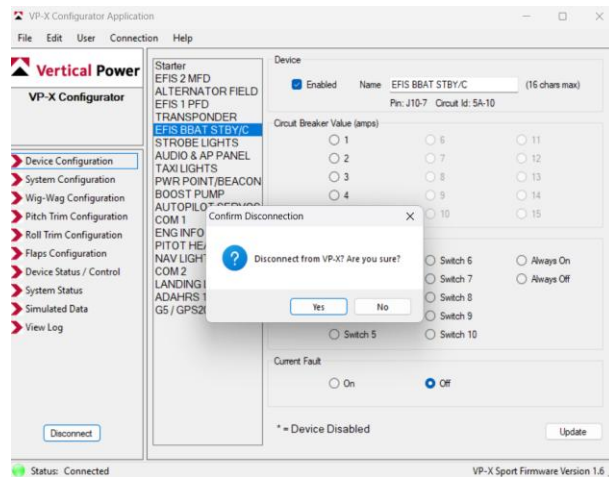 VP-X Configurator Application
File Edit User Connection Help
Vertical Power
VP-X Configurator
Device Configuration
System Configuration
Wig-Wag Configuration
Pitch Trim Configuration
Roll Trim Configuration
Flaps Configuration
Device Status / Control
System Status
Simulated Data
View Log
Disconnect
Starter
EFIS 2 MFD
ALTERNATOR FIELD
EFIS 1 PFD
TRANSPONDER
EFIS BBAT STBY/C
STROBE LIGHTS
AUDIO & AP PANEL
TAXI LIGHTS
PWR POINT/BEACON
BOOST PUMP
AUTOPILOT
COM 1
ENG INFO
PITOT
NAV
COM 2
LANDING
ADAHRS 1
G5 /
Device
Enabled Name EFIS BBAT STBY/C (16 chars max)
Pin: J10-7 Circuit Id: 5A-10
Circuit Breaker Value (amps)
1 6 11
2 7 12
3 8 13
4 9 14
10 15
Confirm Disconnection
Disconnect from VP-X? Are you sure?
Yes No
Switch 6 Always On
Switch 7 Always Off
Switch 8
Switch 9
Switch 5 Switch 10
Current Fault
On Off
* = Device Disabled
Update
Status: Connected
VP-X Sport Firmware Version 1.6